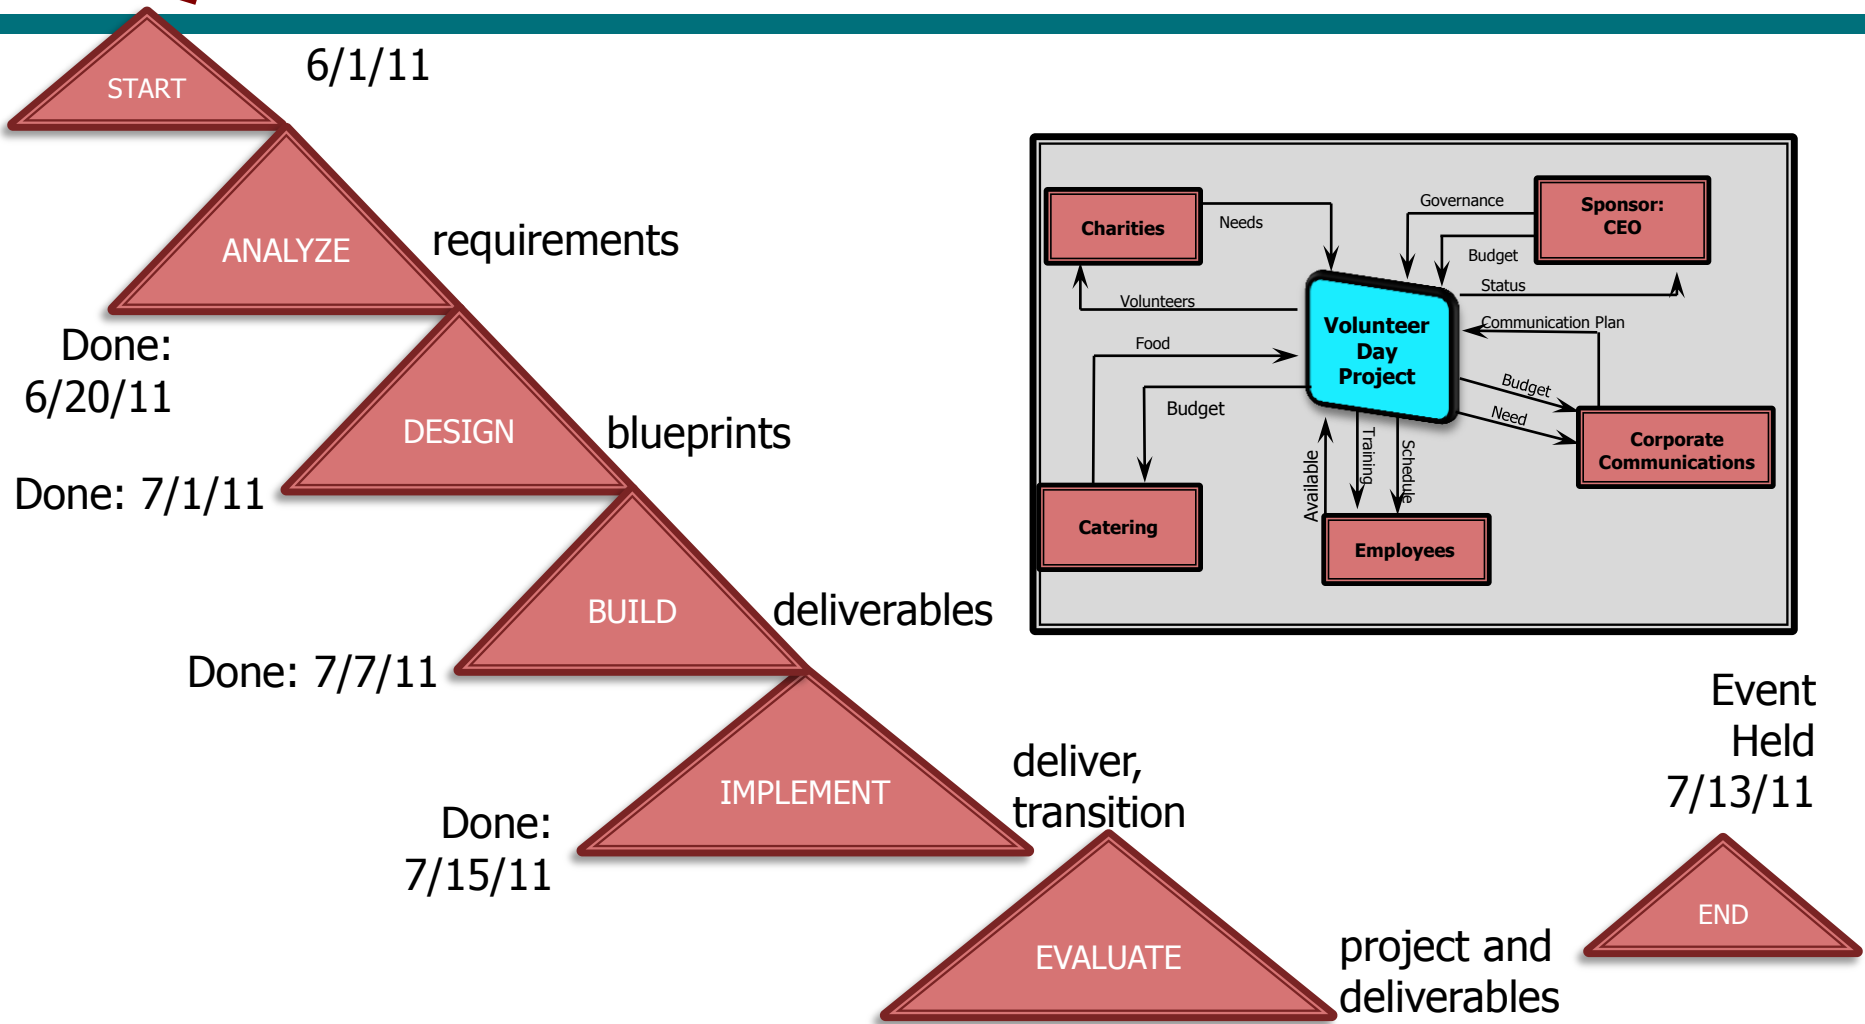 START
6/1/11
ANALYZE
requirements
Done:
6/20/11
DESIGN
blueprints
Done: 7/1/11
BUILD
deliverables
Done: 7/7/11
IMPLEMENT
deliver,
transition
Done:
7/15/11
EVALUATE
project and
deliverables
Event
Held
7/13/11
END
Charities
Needs
Governance
Sponsor:
CEO
Budget
Status
Volunteers
Volunteer
Day
Project
Communication Plan
Food
Budget
Budget
Need
Corporate
Communications
Available
Training
Schedule
Catering
Employees